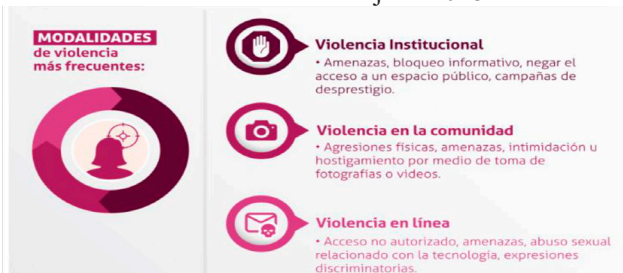 MODALIDADES
de violencia
más frecuentes:
Violencia Institucional
• Amenazas, bloqueo informativo, negar el
acceso a un espacio público, campañas de
desprestigio.
Violencia en la comunidad
• Agresiones físicas, amenazas, intimidación u
hostigamiento por medio de toma de
fotografías o videos.
Violencia en línea
• Acceso no autorizado, amenazas, abuso sexual
relacionado con la tecnología, expresiones
discriminatorias.